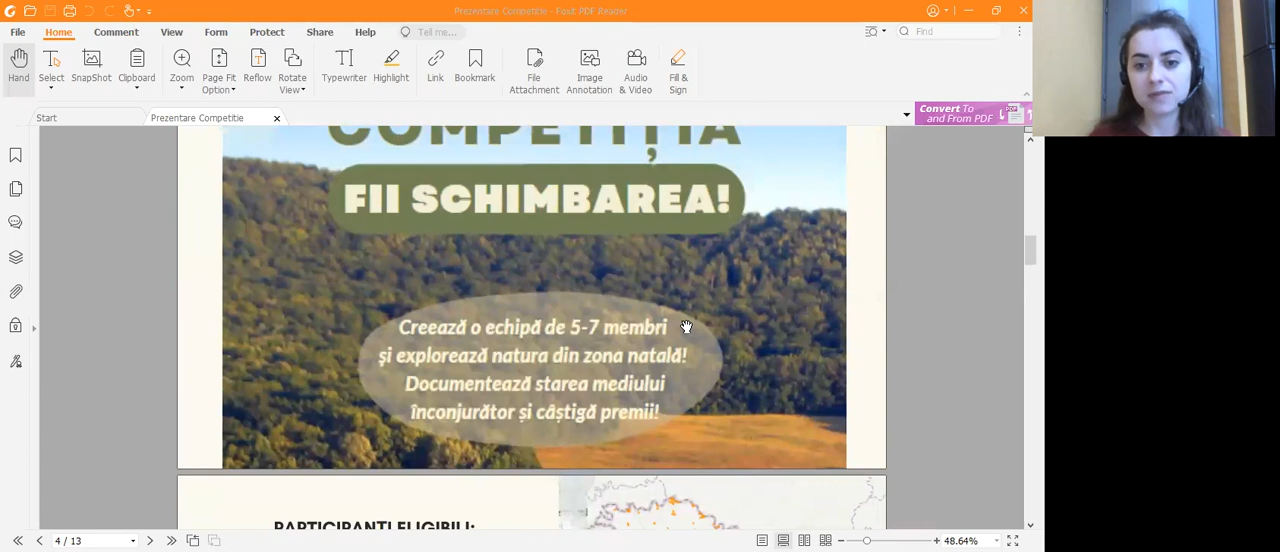 Prezentare Competitie - Foxit PDF Reader
File Home Comment View Form Protect Share Help Tell me... Find
Hand Select SnapShot Clipboard Zoom Page Fit Option Reflow Rotate View Typewriter Highlight Link Bookmark File Attachment Image Annotation Audio & Video Fill & Sign
Start Prezentare Competitie Convert To and From PDF
COMPETIȚIA
FII SCHIMBAREA!
Creează o echipă de 5-7 membri
și explorează natura din zona natală!
Documentează starea mediului
înconjurător și câștigă premii!
PARTICIPANȚI ELIGIBILI:
4 / 13 48.64%